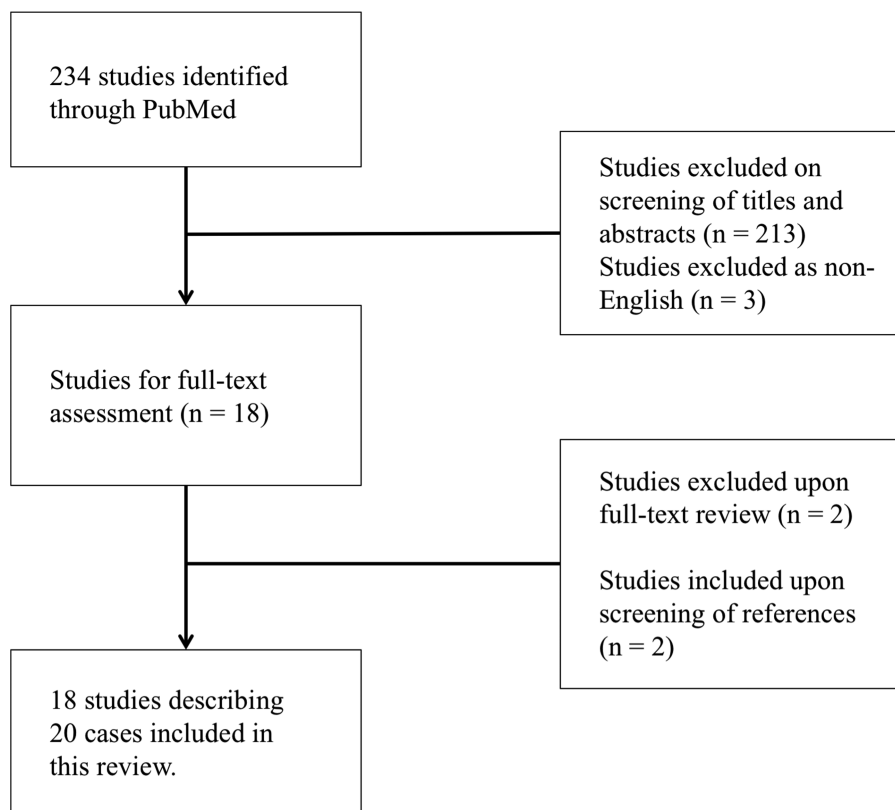 234 studies identified
through PubMed
Studies excluded on
screening of titles and
abstracts (n = 213)
Studies excluded as non-
English (n = 3)
Studies for full-text
assessment (n = 18)
Studies excluded upon
full-text review (n = 2)
Studies included upon
screening of references
(n = 2)
18 studies describing
20 cases included in
this review.